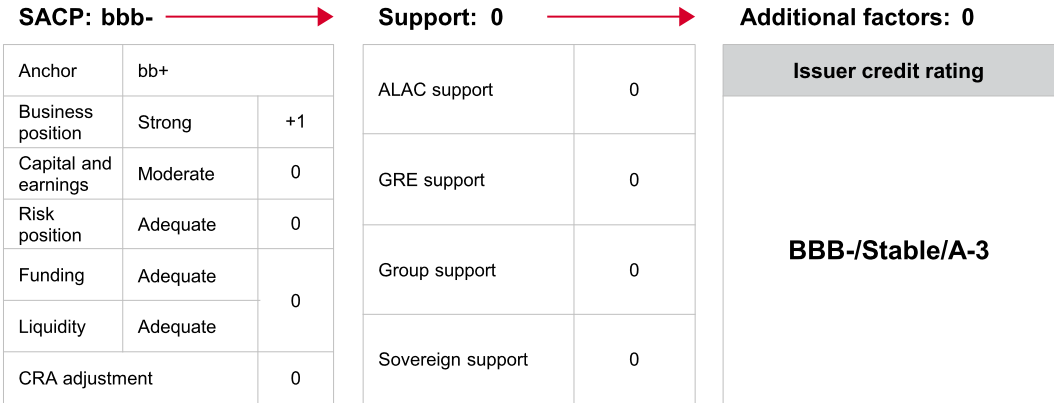 SACP: bbb-
Support: 0
Additional factors: 0
Anchor
bb+
Business
position
Strong
+1
Capital and
earnings
Moderate
0
Risk
position
Adequate
0
Funding
Adequate
0
Liquidity
Adequate
CRA adjustment
0
ALAC support
0
GRE support
0
Group support
0
Sovereign support
0
Issuer credit rating
BBB-/Stable/A-3